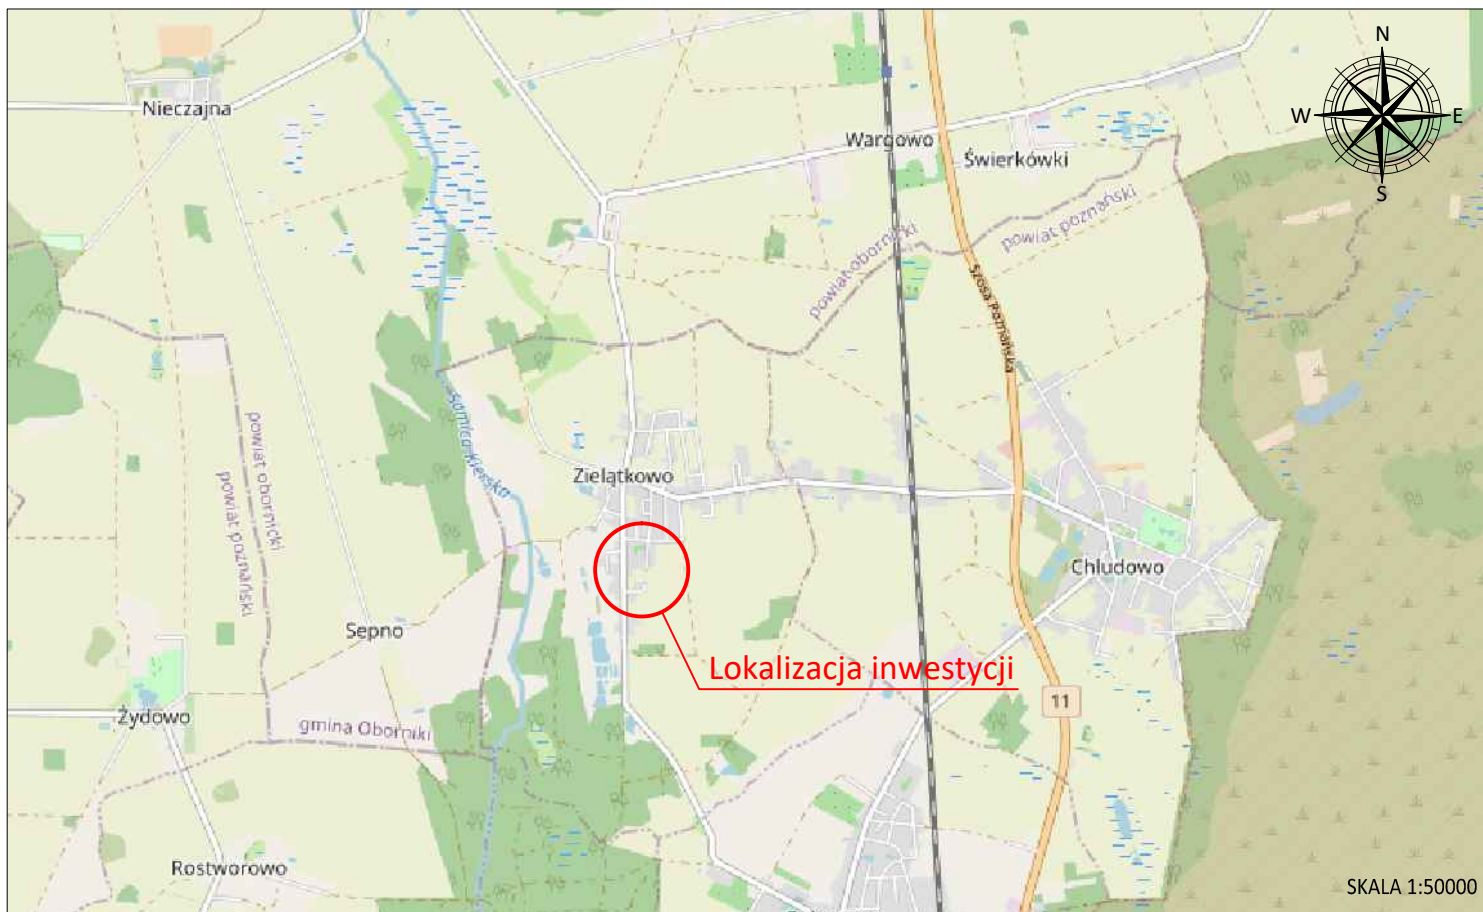 N
Nieczajna
W
E
Wargowo
Świerkówki
S
powiat obornicki
powiat poznański
Szosa Poznańska
Samica Kierska
powiat obornicki
powiat poznański
Zielątkowo
Chludowo
Sepno
Lokalizacja inwestycji
11
Żydowo
gmina Oborniki
Rostworowo
SKALA 1:50000